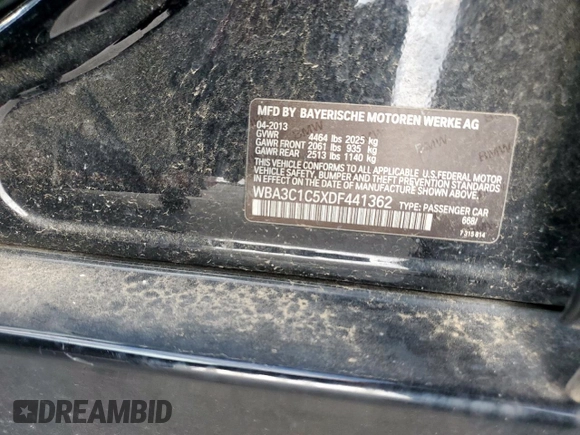 MFD BY BAYERISCHE MOTOREN WERKE AG
04-2013
GVWR 4464 lbs 2025 kg
GAWR FRONT 2061 lbs 935 kg
GAWR REAR 2513 lbs 1140 kg
THIS VEHICLE CONFORMS TO ALL APPLICABLE U.S.FEDERAL MOTOR
VEHICLE SAFETY, BUMPER AND THEFT PREVENTION STANDARDS
IN EFFECT ON THE DATE OF MANUFACTURE SHOWN ABOVE.
WBA3C1C5XDF441362 TYPE: PASSENGER CAR
668/
F 315 814
DREAMBID